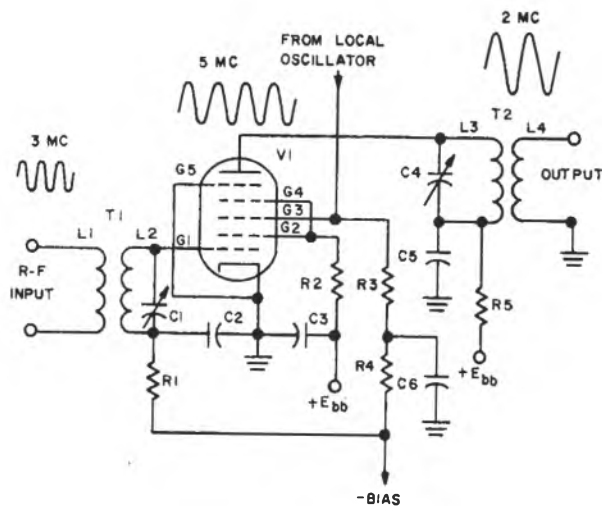 2 MC
FROM LOCAL
OSCILLATOR
5 MC
3 MC
T2
L3
L4
V1
G5
C4
OUTPUT
G4
G3
T1
G2
L1
L2
G1
C5
R-F
INPUT
R2
R3
R5
C1
C2
C3
R4
+Ebb
C6
R1
+Ebb
-BIAS